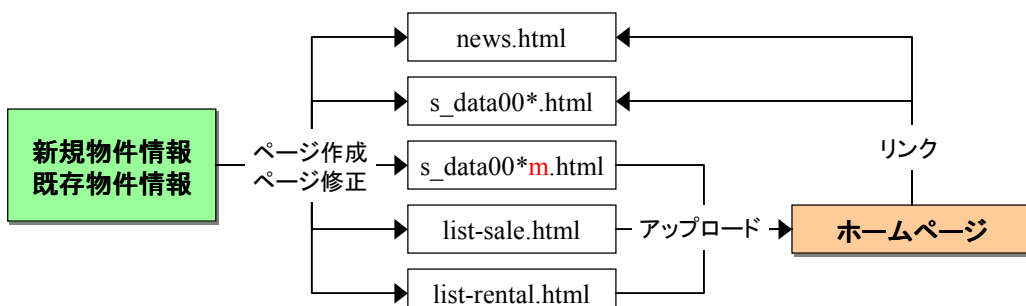 新規物件情報
既存物件情報
ページ作成
ページ修正
news.html
s_data00*.html
s_data00*m.html
list-sale.html
list-rental.html
アップロード
リンク
ホームページ